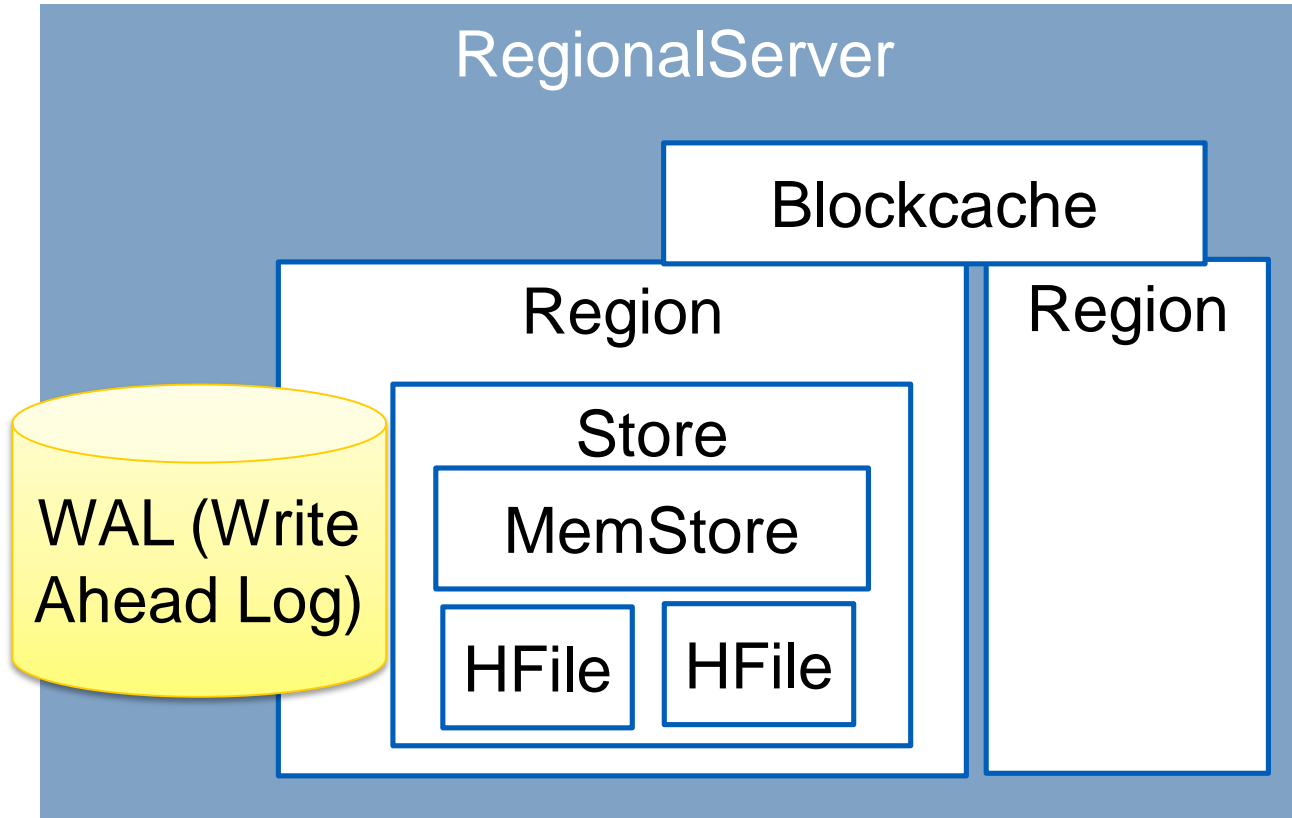 RegionalServer
Blockcache
Region
Region
Store
MemStore
HFile
HFile
WAL (Write
Ahead Log)